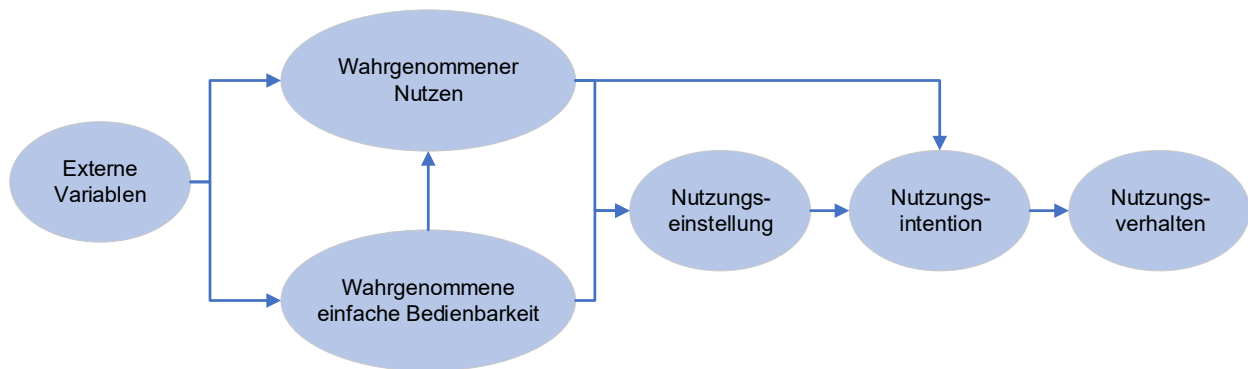 Wahrgenommener
Nutzen
Externe
Variablen
Nutzungs-
einstellung
Nutzungs-
intention
Nutzungs-
verhalten
Wahrgenommene
einfache Bedienbarkeit